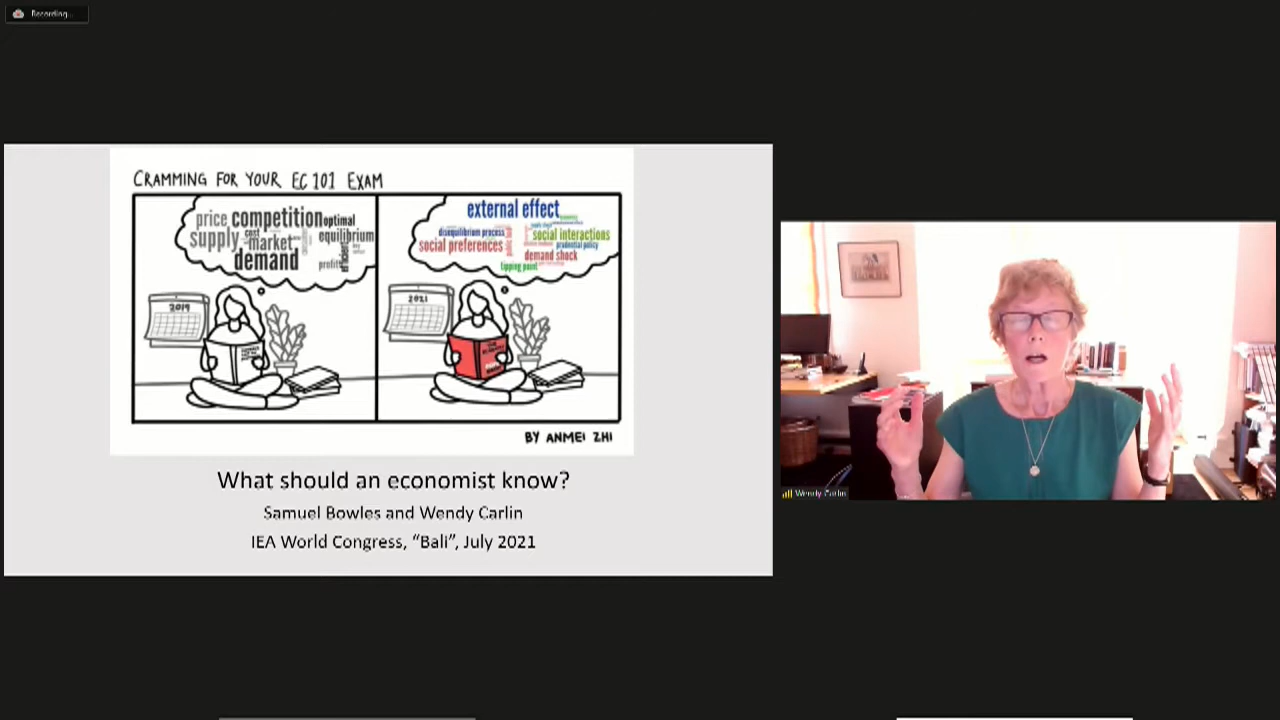 Recording...
CRAMMING FOR YOUR EC 101 EXAM
price competition optimal
supply cost market equilibrium
demand profit efficient
2019
external effect
disequilibrium process social interactions
social preferences prudential policy
demand shock
tipping point
2021
BY ANMEI ZHI
What should an economist know?
Samuel Bowles and Wendy Carlin
IEA World Congress, “Bali”, July 2021
Wendy Carlin